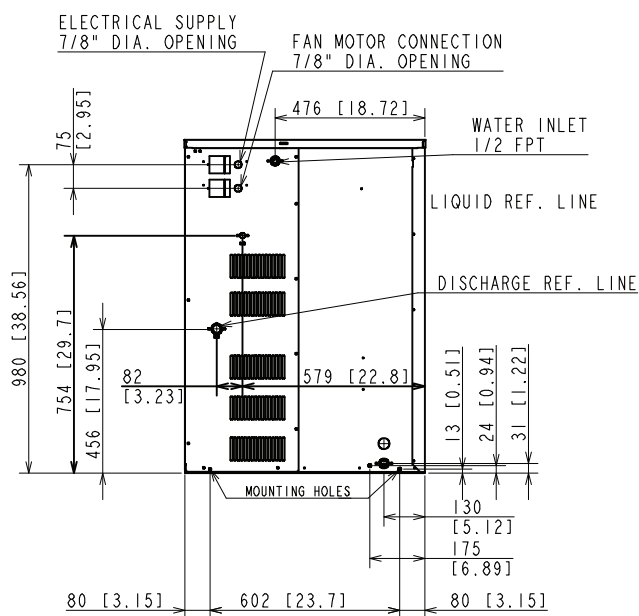 ELECTRICAL SUPPLY
7/8" DIA. OPENING
FAN MOTOR CONNECTION
7/8" DIA. OPENING
75
[2.95]
476 [18.72]
WATER INLET
1/2 FPT
LIQUID REF. LINE
DISCHARGE REF. LINE
980 [38.56]
754 [29.7]
456 [17.95]
82
[3.23]
579 [22.8]
13 [0.51]
24 [0.94]
31 [1.22]
MOUNTING HOLES
130
[5.12]
175
[6.89]
80 [3.15]
602 [23.7]
80 [3.15]